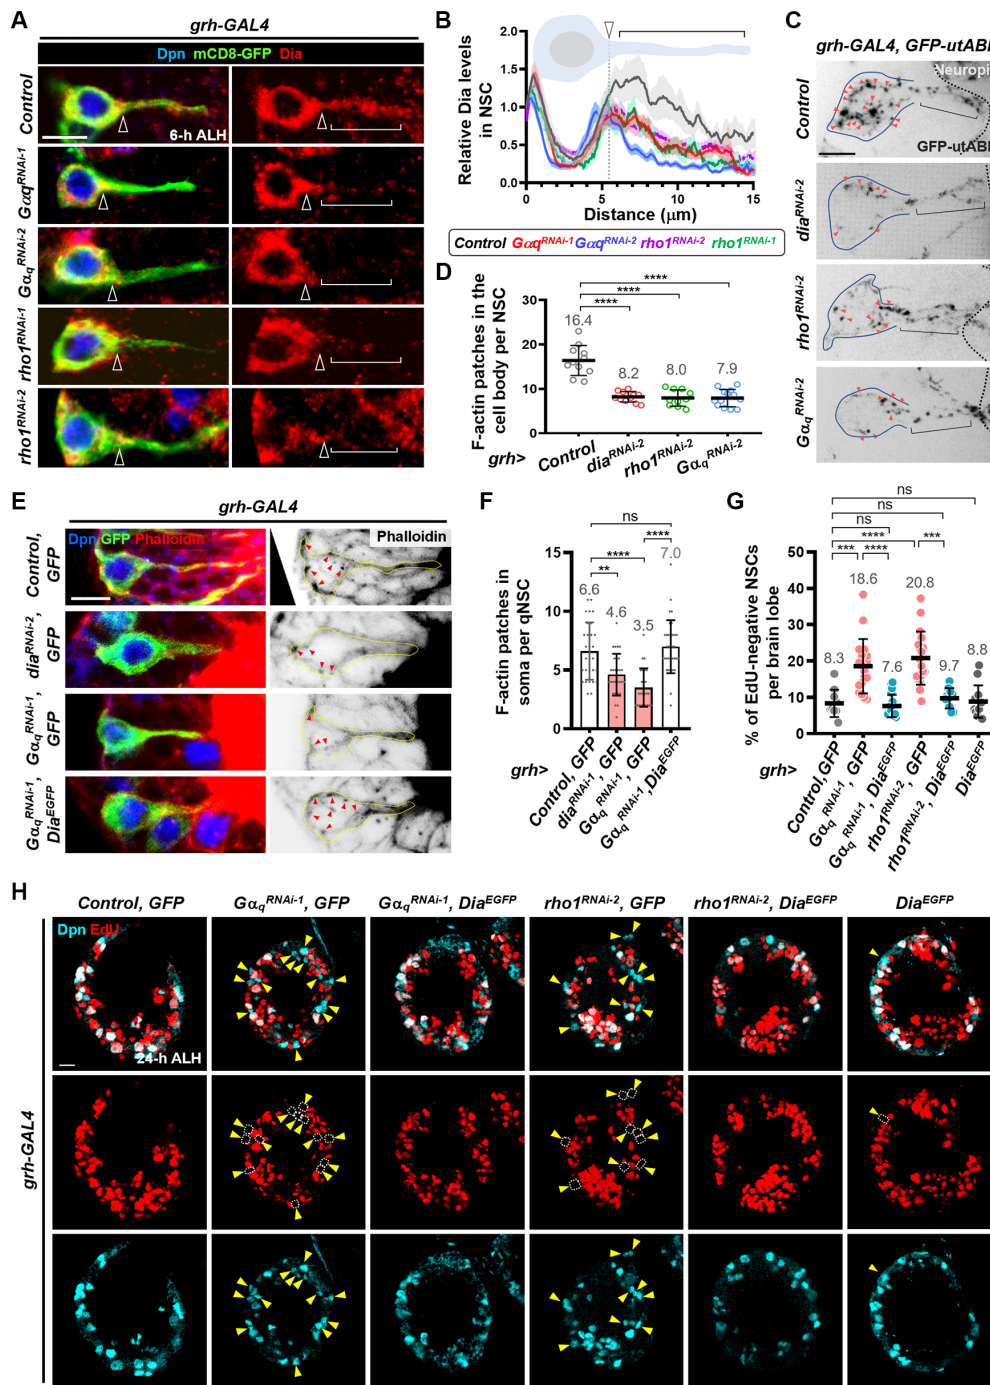 A
grh-GAL4
Dpn mCD8-GFP Dia
Control
6-h ALH
GαqRNAi-1
GαqRNAi-2
rho1RNAi-1
rho1RNAi-2
B
Relative Dia levels
in NSC
2.0
1.5
1.0
0.5
0.0
0
5
10
15
Distance (μm)
Control GαqRNAi-1 GαqRNAi-2 rho1RNAi-2 rho1RNAi-1
C
grh-GAL4, GFP-utABD
Neuropil
Control
GFP-utABD
diaRNAi-2
rho1RNAi-2
GαqRNAi-2
D
F-actin patches in the
cell body per NSC
30
20
10
0
16.4
8.2
8.0
7.9
****
****
****
grh>
Control
diaRNAi-2
rho1RNAi-2
GαqRNAi-2
E
grh-GAL4
Dpn GFP Phalloidin
Phalloidin
Control,
GFP
diaRNAi-2,
GFP
GαqRNAi-1,
GFP
GαqRNAi-1,
DiaEGFP
F
F-actin patches in
soma per qNSC
15
10
5
0
ns
****
****
**
6.6
4.6
3.5
7.0
grh>
Control, GFP
diaRNAi-1, GFP
GαqRNAi-1, GFP
GαqRNAi-1, DiaEGFP
G
% of EdU-negative NSCs
per brain lobe
50
40
30
20
10
0
ns
ns
ns
****
***
****
***
8.3
18.6
7.6
20.8
9.7
8.8
grh>
Control, GFP
GαqRNAi-1, GFP
GαqRNAi-1, DiaEGFP
rho1RNAi-2, GFP
rho1RNAi-2, DiaEGFP
DiaEGFP
H
Control, GFP
GαqRNAi-1, GFP
GαqRNAi-1, DiaEGFP
rho1RNAi-2, GFP
rho1RNAi-2, DiaEGFP
DiaEGFP
Dpn EdU
24-h ALH
grh-GAL4